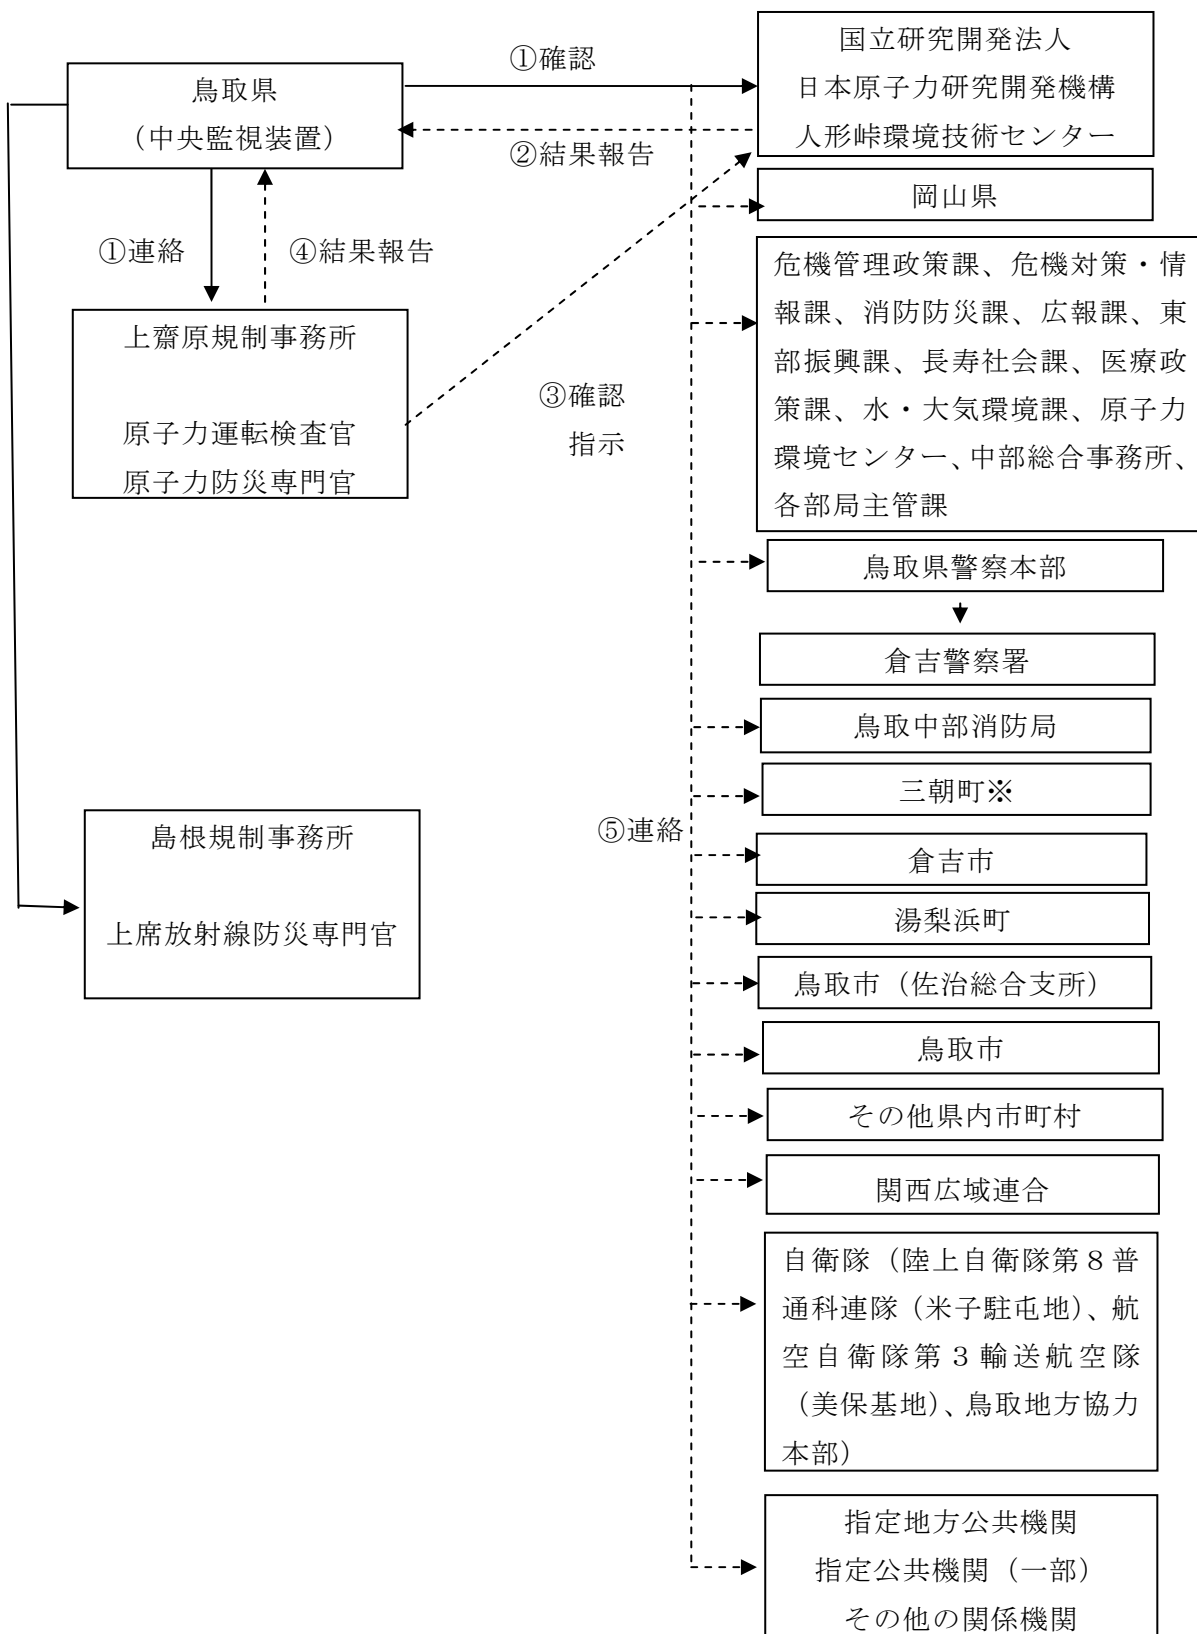 ①確認
国立研究開発法人
日本原子力研究開発機構
人形峠環境技術センター
鳥取県
（中央監視装置）
②結果報告
岡山県
①連絡
④結果報告
危機管理政策課、危機対策・情
報課、消防防災課、広報課、東
部振興課、長寿社会課、医療政
策課、水・大気環境課、原子力
環境センター、中部総合事務所、
各部局主管課
上齋原規制事務所
原子力運転検査官
原子力防災専門官
③確認
指示
鳥取県警察本部
倉吉警察署
鳥取中部消防局
三朝町※
⑤連絡
倉吉市
島根規制事務所
上席放射線防災専門官
湯梨浜町
鳥取市（佐治総合支所）
鳥取市
その他県内市町村
関西広域連合
自衛隊（陸上自衛隊第８普
通科連隊（米子駐屯地）、航
空自衛隊第３輸送航空隊
（美保基地）、鳥取地方協力
本部）
指定地方公共機関
指定公共機関（一部）
その他の関係機関